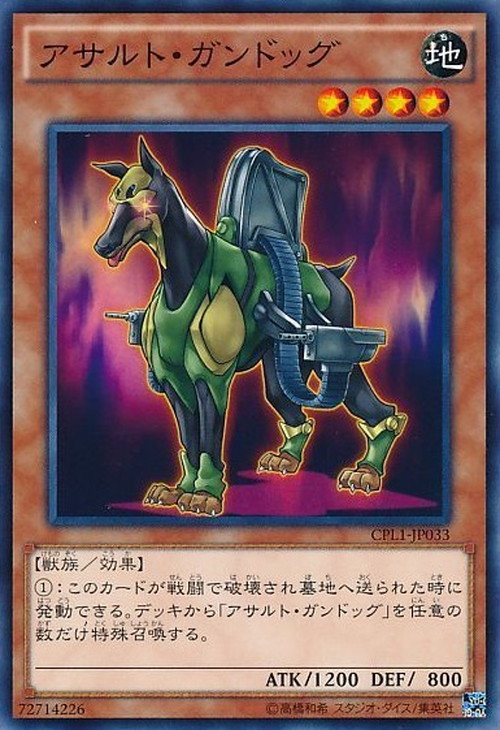 アサルト・ガンドッグ
地
CPL1-JP033
【獣族／効果】
①：このカードが戦闘で破壊され墓地へ送られた時に
発動できる。デッキから「アサルト・ガンドッグ」を任意の
数だけ特殊召喚する。
ATK/1200 DEF/ 800
72714226
©高橋和希 スタジオ・ダイス/集英社